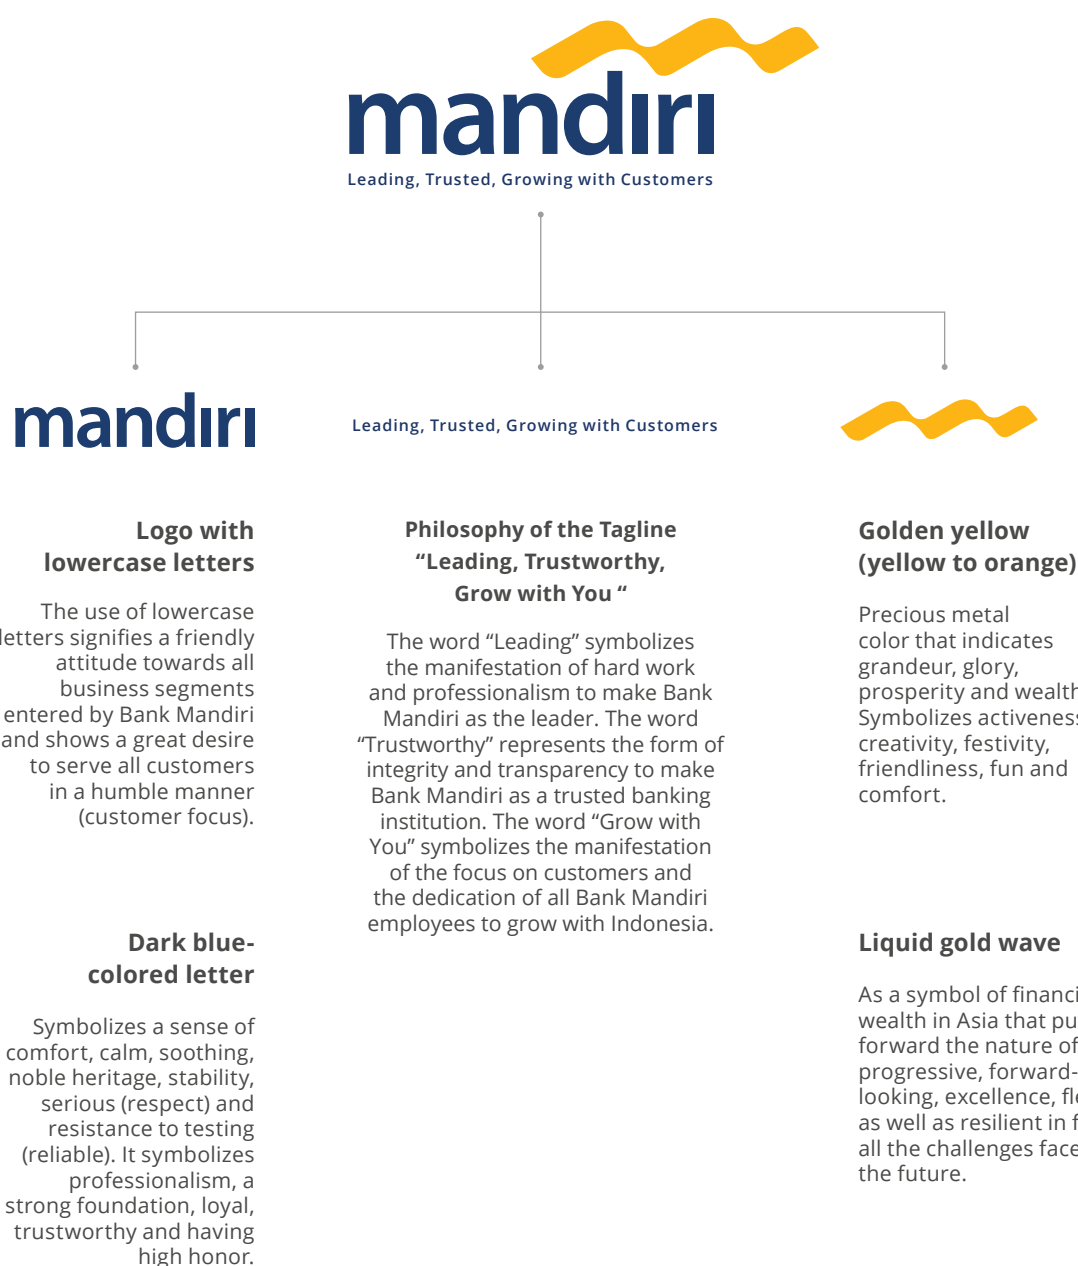 mandiri
Leading, Trusted, Growing with Customers
mandiri
Leading, Trusted, Growing with Customers
Logo with
lowercase letters
The use of lowercase
letters signifies a friendly
attitude towards all
business segments
entered by Bank Mandiri
and shows a great desire
to serve all customers
in a humble manner
(customer focus).
Dark blue-
colored letter
Symbolizes a sense of
comfort, calm, soothing,
noble heritage, stability,
serious (respect) and
resistance to testing
(reliable). It symbolizes
professionalism, a
strong foundation, loyal,
trustworthy and having
high honor.
Philosophy of the Tagline
“Leading, Trustworthy,
Grow with You “
The word “Leading” symbolizes
the manifestation of hard work
and professionalism to make Bank
Mandiri as the leader. The word
“Trustworthy” represents the form of
integrity and transparency to make
Bank Mandiri as a trusted banking
institution. The word “Grow with
You” symbolizes the manifestation
of the focus on customers and
the dedication of all Bank Mandiri
employees to grow with Indonesia.
Golden yellow
(yellow to orange)
Precious metal
color that indicates
grandeur, glory,
prosperity and wealth
Symbolizes activeness
creativity, festivity,
friendliness, fun and
comfort.
Liquid gold wave
As a symbol of
wealth in Asia that
forward the nature of
progressive, forward-
looking, excellence,
as well as resilient in
all the challenges
the future.